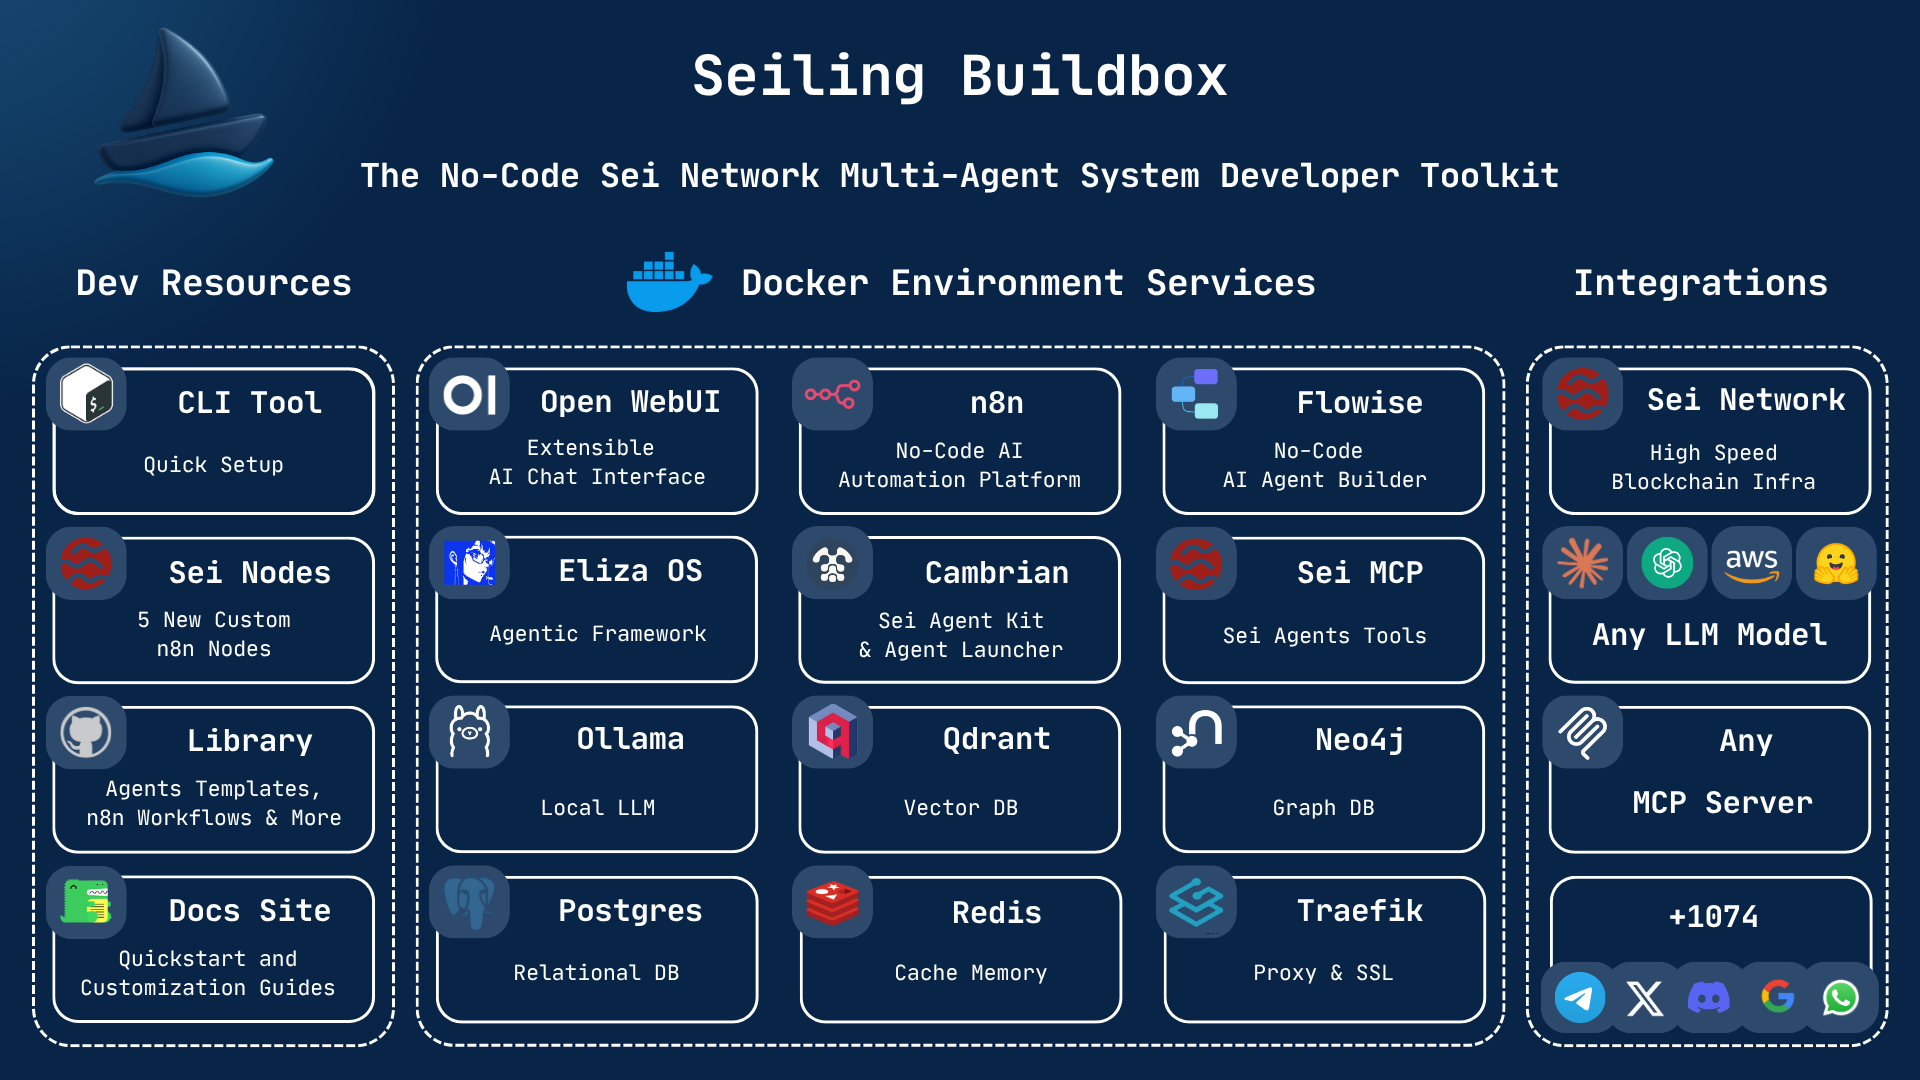 Seiling Buildbox
The No-Code Sei Network Multi-Agent System Developer Toolkit
Dev Resources
CLI Tool
Quick Setup
Sei Nodes
5 New Custom
n8n Nodes
Library
Agents Templates,
n8n Workflows & More
Docs Site
Quickstart and
Customization Guides
Docker Environment Services
Open WebUI
Extensible
AI Chat Interface
n8n
No-Code AI
Automation Platform
Flowise
No-Code
AI Agent Builder
Eliza OS
Agentic Framework
Cambrian
Sei Agent Kit
& Agent Launcher
Sei MCP
Sei Agents Tools
Ollama
Local LLM
Qdrant
Vector DB
Neo4j
Graph DB
Postgres
Relational DB
Redis
Cache Memory
Traefik
Proxy & SSL
Integrations
Sei Network
High Speed
Blockchain Infra
aws
Any LLM Model
Any
MCP Server
+1074